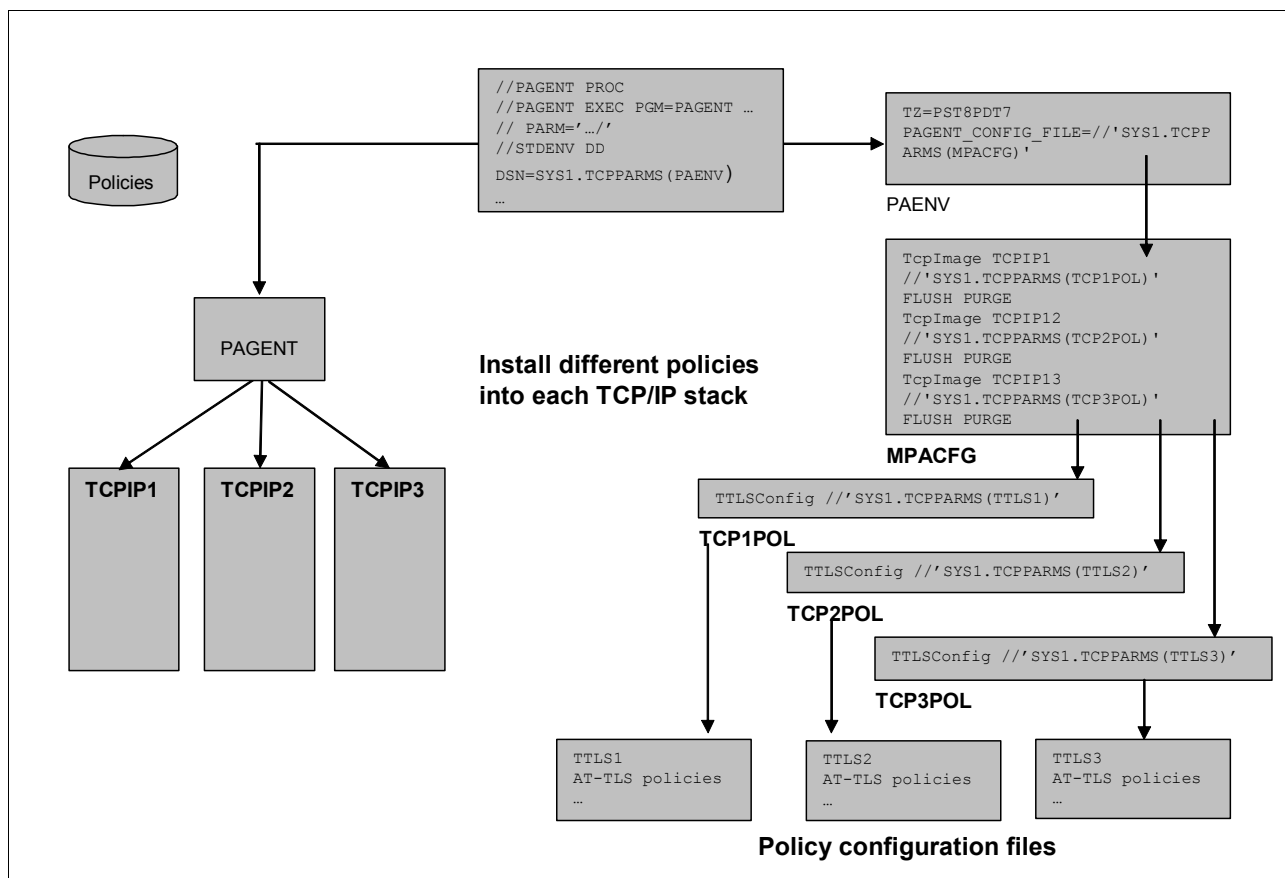 //PAGENT PROC
//PAGENT EXEC PGM=PAGENT …
// PARM=’…/’
//STDENV DD
DSN=SYS1.TCPPARMS(PAENV)
…
TZ=PST8PDT7
PAGENT_CONFIG_FILE=//'SYS1.TCPP
ARMS(MPACFG)'
PAENV
Policies
TcpImage TCPIP1
//'SYS1.TCPPARMS(TCP1POL)'
FLUSH PURGE
TcpImage TCPIP12
//'SYS1.TCPPARMS(TCP2POL)'
FLUSH PURGE
TcpImage TCPIP13
//'SYS1.TCPPARMS(TCP3POL)'
FLUSH PURGE
MPACFG
PAGENT
Install different policies
into each TCP/IP stack
TCPIP1
TCPIP2
TCPIP3
TTLSConfig //’SYS1.TCPPARMS(TTLS1)’
TCP1POL
TTLSConfig //’SYS1.TCPPARMS(TTLS2)’
TCP2POL
TTLSConfig //’SYS1.TCPPARMS(TTLS3)’
TCP3POL
TTLS1
AT-TLS policies
…
TTLS2
AT-TLS policies
…
TTLS3
AT-TLS policies
…
Policy configuration files